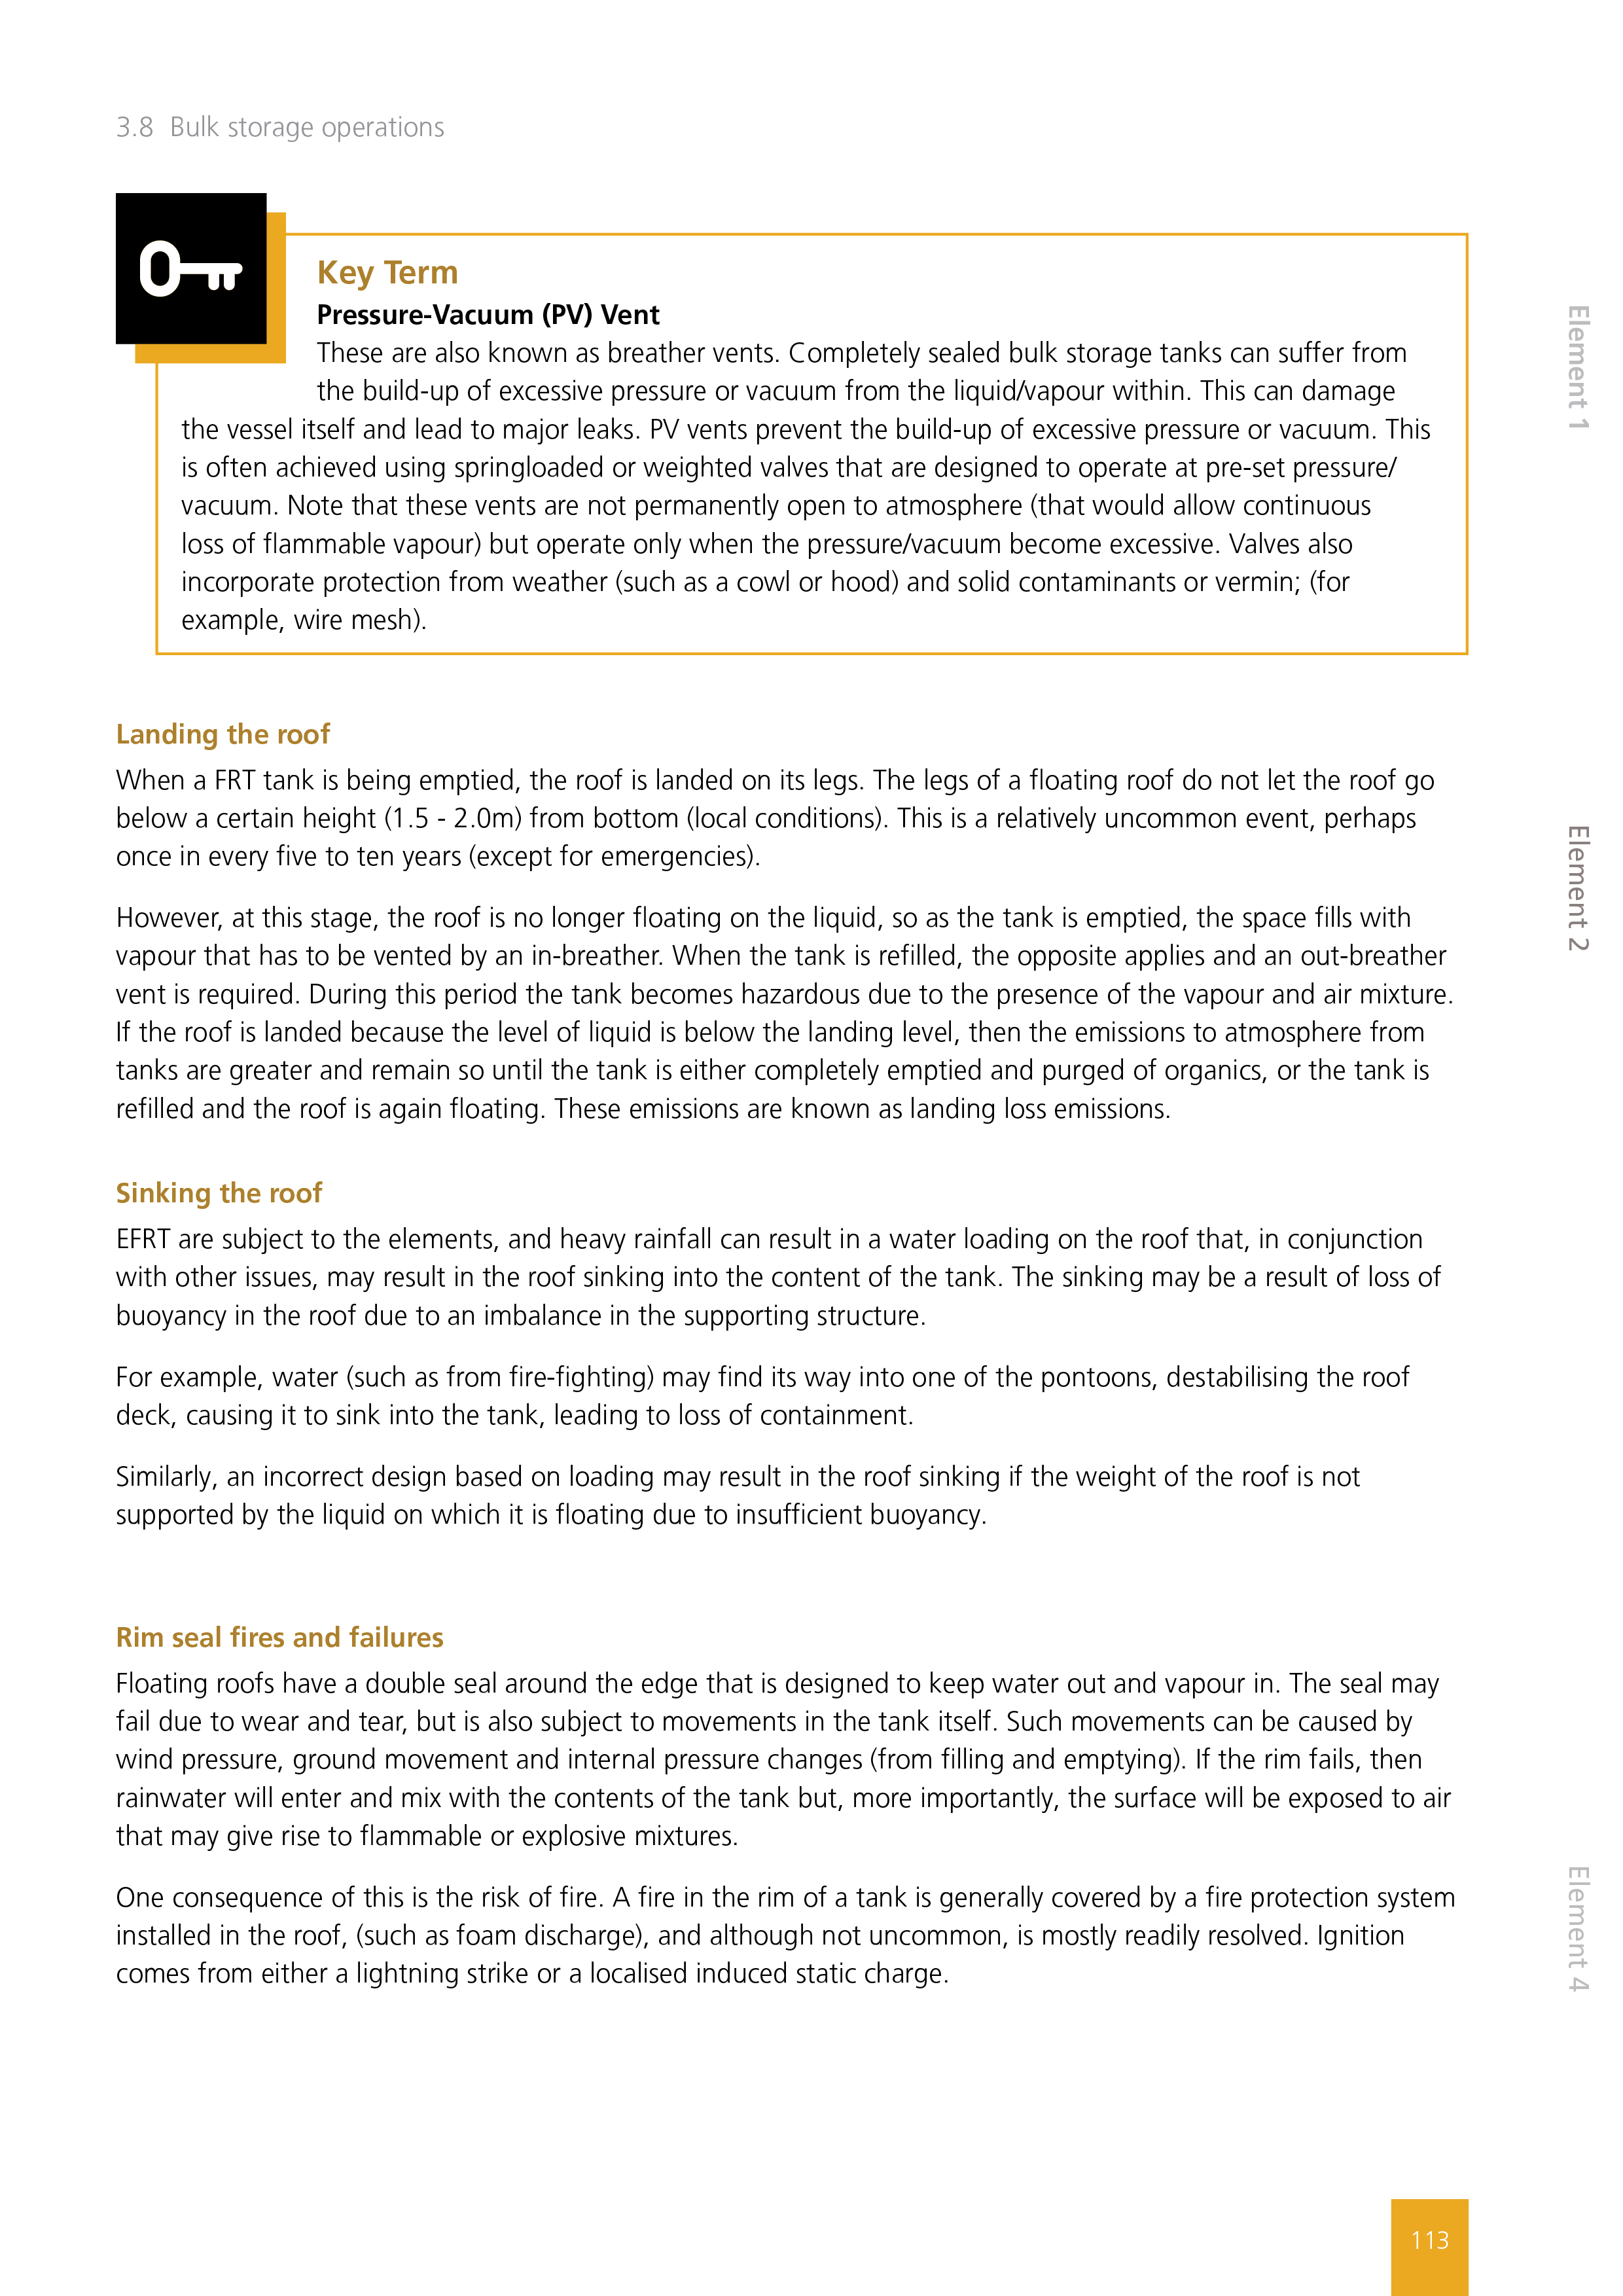 3.8 Bulk storage operations
Key Term
Pressure-Vacuum (PV) Vent
These are also known as breather vents. Completely sealed bulk storage tanks can suffer from
the build-up of excessive pressure or vacuum from the liquid/vapour within. This can damage
the vessel itself and lead to major leaks. PV vents prevent the build-up of excessive pressure or vacuum. This
is often achieved using springloaded or weighted valves that are designed to operate at pre-set pressure/
vacuum. Note that these vents are not permanently open to atmosphere (that would allow continuous
loss of flammable vapour) but operate only when the pressure/vacuum become excessive. Valves also
incorporate protection from weather (such as a cowl or hood) and solid contaminants or vermin; (for
example, wire mesh).
Landing the roof
When a FRT tank is being emptied, the roof is landed on its legs. The legs of a floating roof do not let the roof go
below a certain height (1.5 - 2.0m) from bottom (local conditions). This is a relatively uncommon event, perhaps
once in every five to ten years (except for emergencies).
However, at this stage, the roof is no longer floating on the liquid, so as the tank is emptied, the space fills with
vapour that has to be vented by an in-breather. When the tank is refilled, the opposite applies and an out-breather
vent is required. During this period the tank becomes hazardous due to the presence of the vapour and air mixture.
If the roof is landed because the level of liquid is below the landing level, then the emissions to atmosphere from
tanks are greater and remain so until the tank is either completely emptied and purged of organics, or the tank is
refilled and the roof is again floating. These emissions are known as landing loss emissions.
Sinking the roof
EFRT are subject to the elements, and heavy rainfall can result in a water loading on the roof that, in conjunction
with other issues, may result in the roof sinking into the content of the tank. The sinking may be a result of loss of
buoyancy in the roof due to an imbalance in the supporting structure.
For example, water (such as from fire-fighting) may find its way into one of the pontoons, destabilising the roof
deck, causing it to sink into the tank, leading to loss of containment.
Similarly, an incorrect design based on loading may result in the roof sinking if the weight of the roof is not
supported by the liquid on which it is floating due to insufficient buoyancy.
Rim seal fires and failures
Floating roofs have a double seal around the edge that is designed to keep water out and vapour in. The seal may
fail due to wear and tear, but is also subject to movements in the tank itself. Such movements can be caused by
wind pressure, ground movement and internal pressure changes (from filling and emptying). If the rim fails, then
rainwater will enter and mix with the contents of the tank but, more importantly, the surface will be exposed to air
that may give rise to flammable or explosive mixtures.
One consequence of this is the risk of fire. A fire in the rim of a tank is generally covered by a fire protection system
installed in the roof, (such as foam discharge), and although not uncommon, is mostly readily resolved. Ignition
comes from either a lightning strike or a localised induced static charge.
Element 1
Element 2
Element 4
113